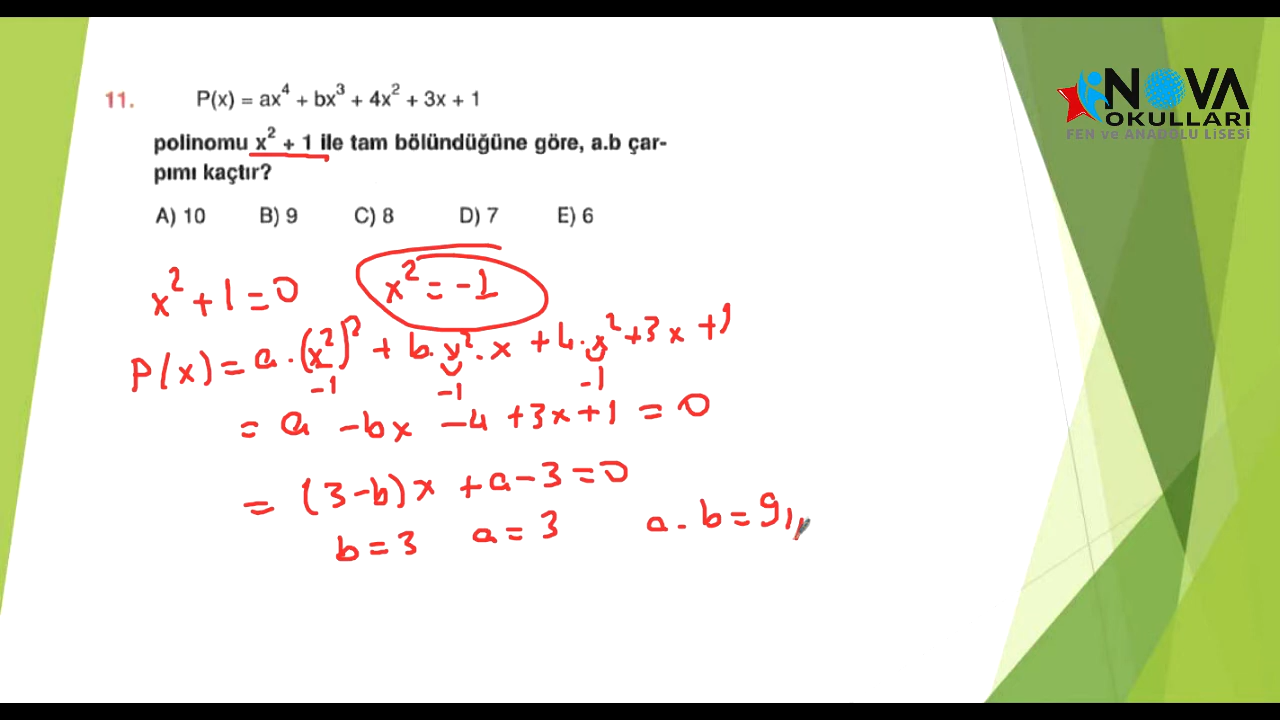 NOVA
OKULLARI
FEN ve ANADOLU LİSESİ
11. P(x) = ax⁴ + bx³ + 4x² + 3x + 1
polinomu x² + 1 ile tam bölündüğüne göre, a.b çar-
pımı kaçtır?
A) 10 B) 9 C) 8 D) 7 E) 6
x² + 1 = 0 x² = -1
P(x) = a.(x²)² + b.x².x + 4.x² + 3x + 1
-1 -1 -1
= a - bx - 4 + 3x + 1 = 0
= (3-b)x + a - 3 = 0
b = 3 a = 3 a . b = 9,,